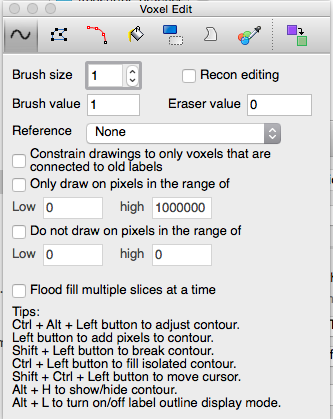 Voxel Edit
Brush size 1 Recon editing
Brush value 1 Eraser value 0
Reference None
Constrain drawings to only voxels that are
connected to old labels
Only draw on pixels in the range of
Low 0 high 1000000
Do not draw on pixels in the range of
Low 0 high 0
Flood fill multiple slices at a time
Tips:
Ctrl + Alt + Left button to adjust contour.
Left button to add pixels to contour.
Shift + Left button to break contour.
Ctrl + Left button to fill isolated contour.
Shift + Ctrl + Left button to move cursor.
Alt + H to show/hide contour.
Alt + L to turn on/off label outline display mode.